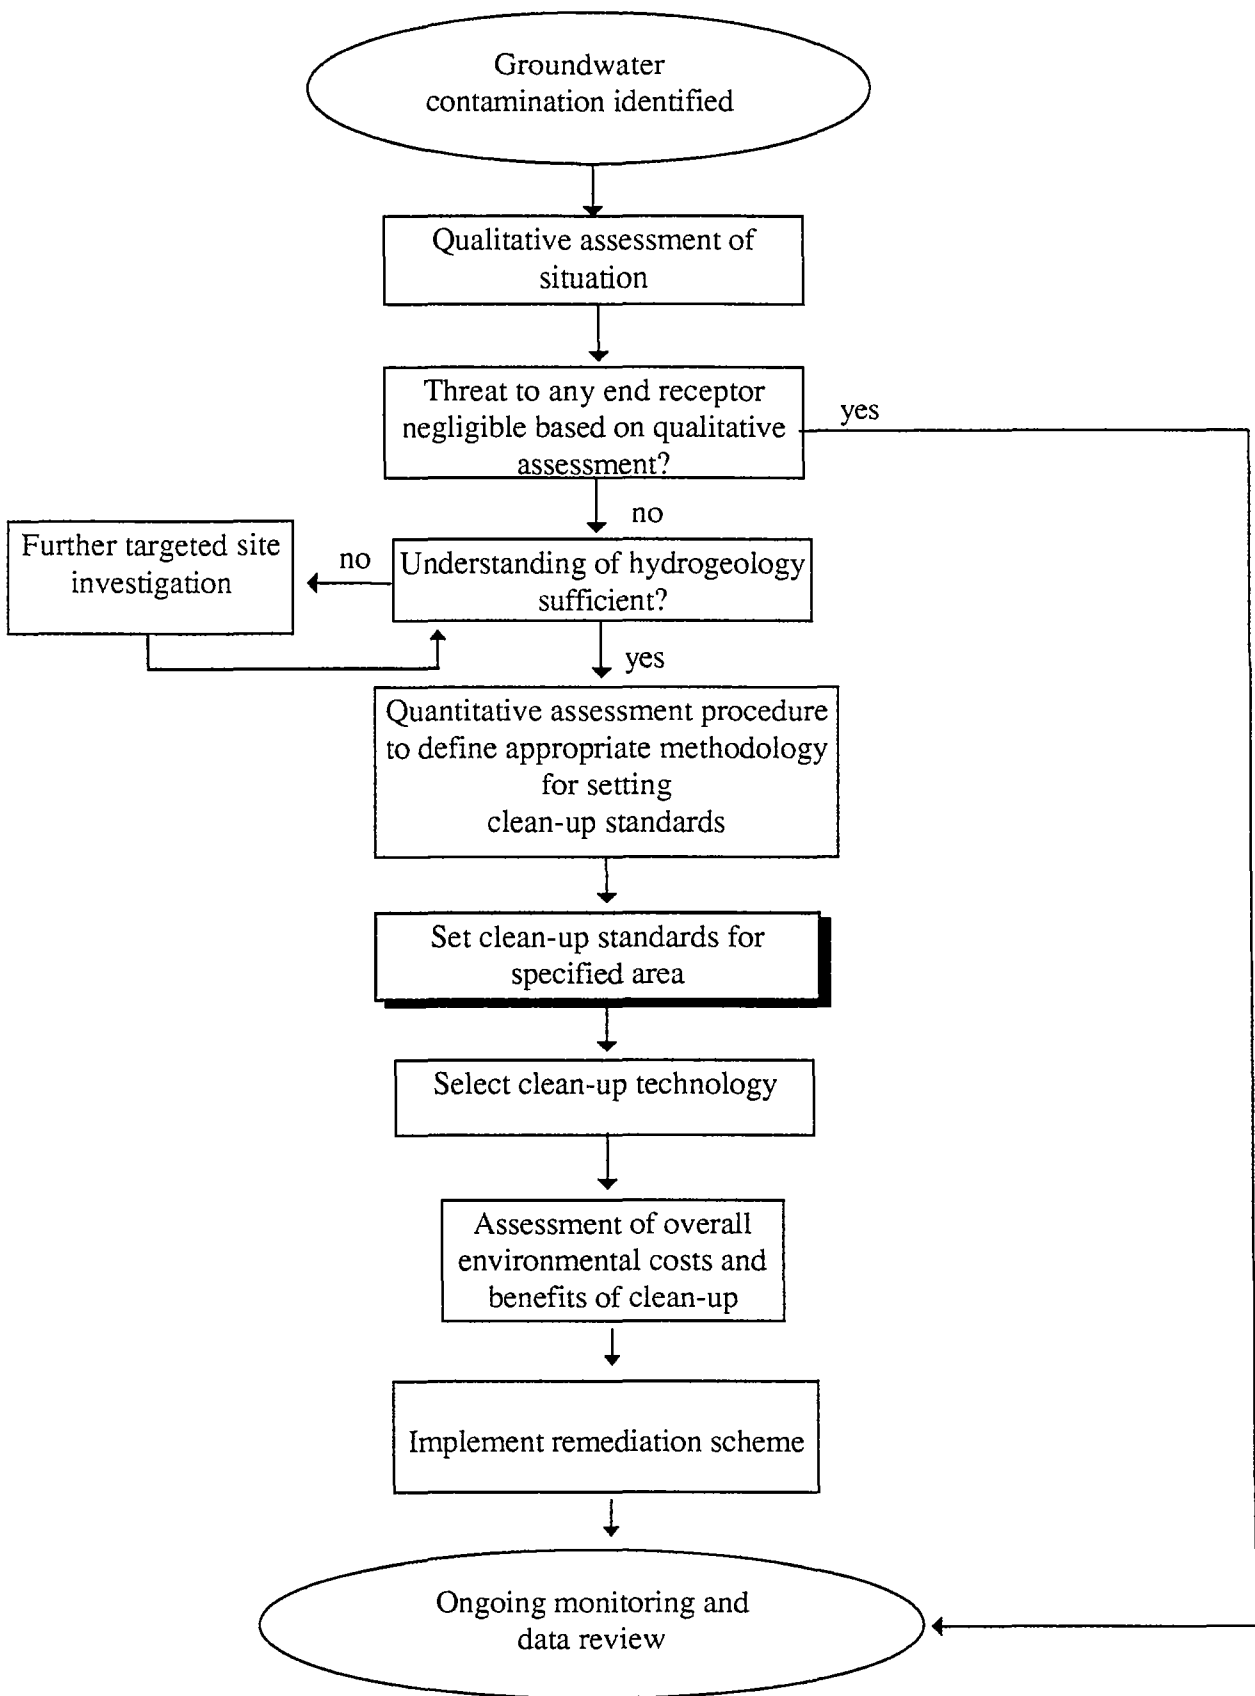 Groundwater
contamination identified
Qualitative assessment of
situation
Threat to any end receptor
negligible based on qualitative
assessment?
yes
no
Further targeted site
investigation
no
Understanding of hydrogeology
sufficient?
yes
Quantitative assessment procedure
to define appropriate methodology
for setting
clean-up standards
Set clean-up standards for
specified area
Select clean-up technology
Assessment of overall
environmental costs and
benefits of clean-up
Implement remediation scheme
Ongoing monitoring and
data review